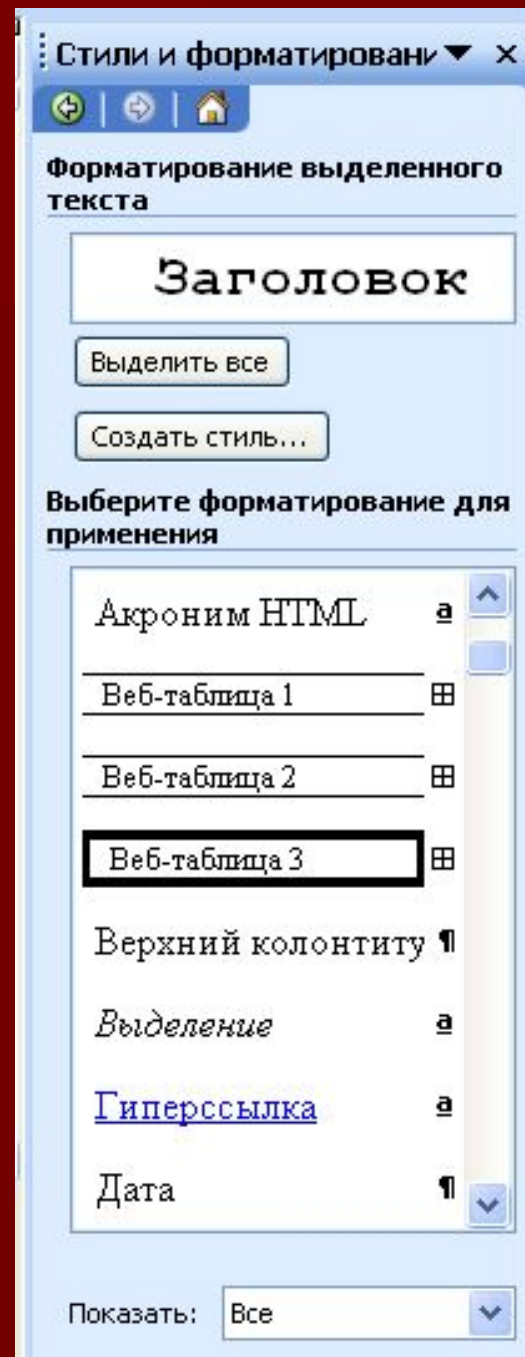 Стили и форматировани
Форматирование выделенного
текста
Заголовок
Выделить все
Создать стиль...
Выберите форматирование для
применения
Акроним HTML a
Веб-таблица 1
Веб-таблица 2
Веб-таблица 3
Верхний колонтиту ¶
Выделение a
Гиперссылка a
Дата ¶
Показать: Все